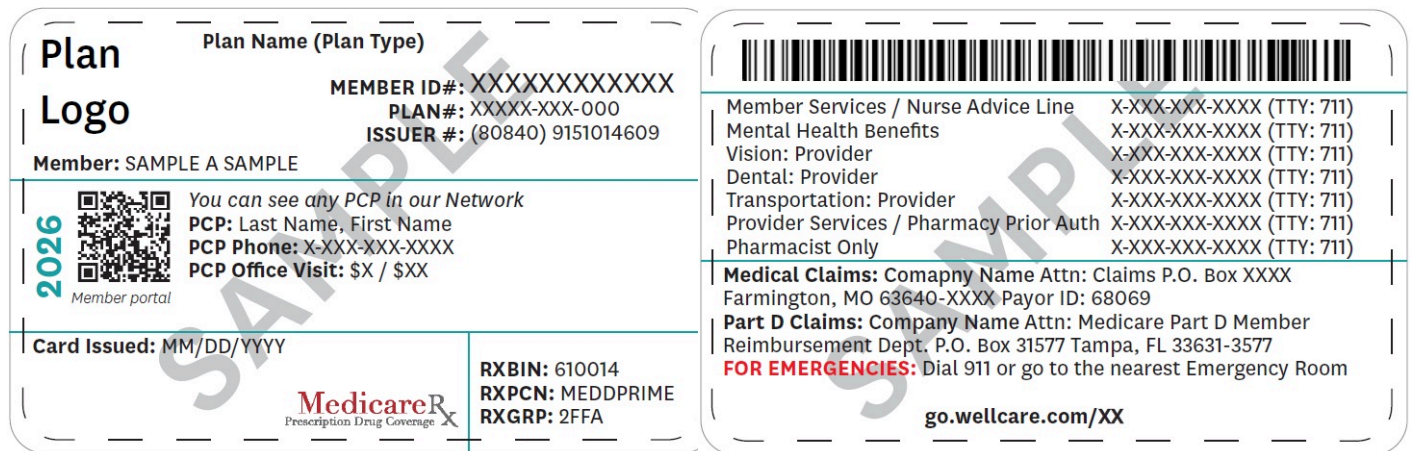 Plan
Logo
Plan Name (Plan Type)
MEMBER ID#: XXXXXXXXXXXX
PLAN#: XXXXX-XXX-000
ISSUER #: (80840) 9151014609
Member: SAMPLE A SAMPLE
2026
Member portal
You can see any PCP in our Network
PCP: Last Name, First Name
PCP Phone: X-XXX-XXX-XXXX
PCP Office Visit: $X / $XX
Card Issued: MM/DD/YYYY
MedicareRx
Prescription Drug Coverage
RXBIN: 610014
RXPCN: MEDDPRIME
RXGRP: 2FFA
SAMPLE
Member Services / Nurse Advice Line X-XXX-XXX-XXXX (TTY: 711)
Mental Health Benefits X-XXX-XXX-XXXX (TTY: 711)
Vision: Provider X-XXX-XXX-XXXX (TTY: 711)
Dental: Provider X-XXX-XXX-XXXX (TTY: 711)
Transportation: Provider X-XXX-XXX-XXXX (TTY: 711)
Provider Services / Pharmacy Prior Auth X-XXX-XXX-XXXX (TTY: 711)
Pharmacist Only X-XXX-XXX-XXXX (TTY: 711)
Medical Claims: Comapny Name Attn: Claims P.O. Box XXXX
Farmington, MO 63640-XXXX Payor ID: 68069
Part D Claims: Company Name Attn: Medicare Part D Member
Reimbursement Dept. P.O. Box 31577 Tampa, FL 33631-3577
FOR EMERGENCIES: Dial 911 or go to the nearest Emergency Room
go.wellcare.com/XX
SAMPLE